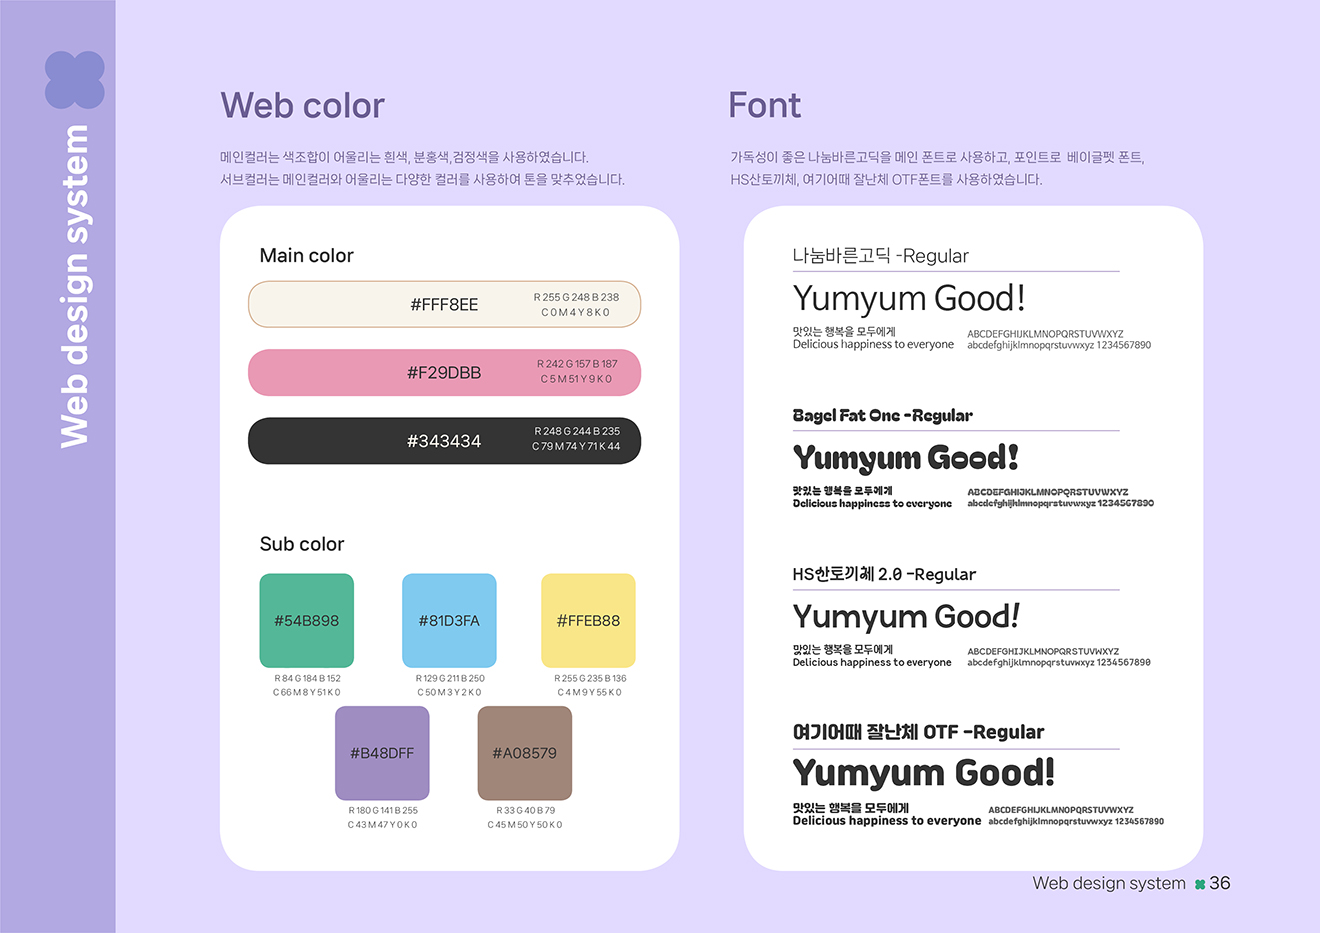 Web design system
Web color
메인컬러는 색조합이 어울리는 흰색, 분홍색,검정색을 사용하였습니다.
서브컬러는 메인컬러와 어울리는 다양한 컬러를 사용하여 톤을 맞추었습니다.
Main color
#FFF8EE
R 255 G 248 B 238
C 0 M 4 Y 8 K 0
#F29DBB
R 242 G 157 B 187
C 5 M 51 Y 9 K 0
#343434
R 248 G 244 B 235
C 79 M 74 Y 71 K 44
Sub color
#54B898
#81D3FA
#FFEB88
R 84 G 184 B 152
C 66 M 8 Y 51 K 0
R 129 G 211 B 250
C 50 M 3 Y 2 K 0
R 255 G 235 B 136
C 4 M 9 Y 55 K 0
#B48DFF
#A08579
R 180 G 141 B 255
C 43 M 47 Y 0 K 0
R 33 G 40 B 79
C 45 M 50 Y 50 K 0
Font
가독성이 좋은 나눔바른고딕을 메인 폰트로 사용하고, 포인트로 베이글펫 폰트,
HS산토끼체, 여기어때 잘난체 OTF폰트를 사용하였습니다.
나눔바른고딕 -Regular
Yumyum Good!
맛있는 행복을 모두에게
Delicious happiness to everyone
ABCDEFGHIJKLMNOPQRSTUVWXYZ
abcdefghijklmnopqrstuvwxyz 1234567890
Bagel Fat One -Regular
Yumyum Good!
맛있는 행복을 모두에게
Delicious happiness to everyone
ABCDEFGHIJKLMNOPQRSTUVWXYZ
abcdefghijklmnopqrstuvwxyz 1234567890
HS산토끼체 2.0 -Regular
Yumyum Good!
맛있는 행복을 모두에게
Delicious happiness to everyone
ABCDEFGHIJKLMNOPQRSTUVWXYZ
abcdefghijklmnopqrstuvwxyz 1234567890
여기어때 잘난체 OTF -Regular
Yumyum Good!
맛있는 행복을 모두에게
Delicious happiness to everyone
ABCDEFGHIJKLMNOPQRSTUVWXYZ
abcdefghijklmnopqrstuvwxyz 1234567890
Web design system 36